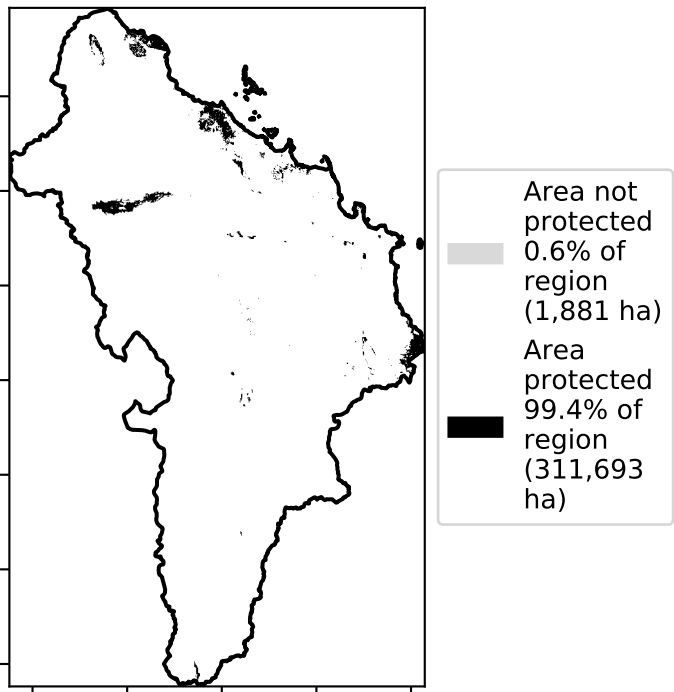 Area not
protected
0.6% of
region
(1,881 ha)
Area
protected
99.4% of
region
(311,693
ha)